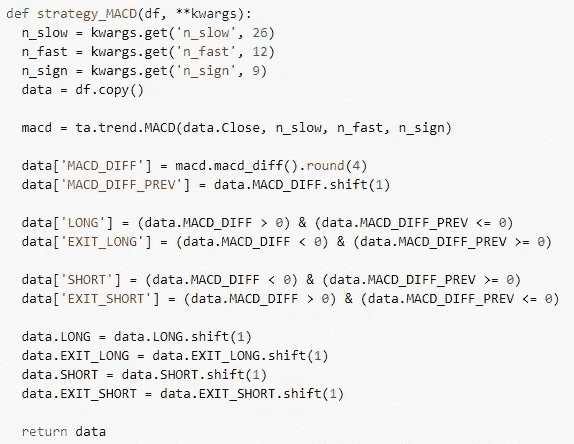 def strategy_MACD(df, **kwargs):
  n_slow = kwargs.get('n_slow', 26)
  n_fast = kwargs.get('n_fast', 12)
  n_sign = kwargs.get('n_sign', 9)
  data = df.copy()

  macd = ta.trend.MACD(data.Close, n_slow, n_fast, n_sign)

  data['MACD_DIFF'] = macd.macd_diff().round(4)
  data['MACD_DIFF_PREV'] = data.MACD_DIFF.shift(1)

  data['LONG'] = (data.MACD_DIFF > 0) & (data.MACD_DIFF_PREV <= 0)
  data['EXIT_LONG'] = (data.MACD_DIFF < 0) & (data.MACD_DIFF_PREV >= 0)

  data['SHORT'] = (data.MACD_DIFF < 0) & (data.MACD_DIFF_PREV >= 0)
  data['EXIT_SHORT'] = (data.MACD_DIFF > 0) & (data.MACD_DIFF_PREV <= 0)

  data.LONG = data.LONG.shift(1)
  data.EXIT_LONG = data.EXIT_LONG.shift(1)
  data.SHORT = data.SHORT.shift(1)
  data.EXIT_SHORT = data.EXIT_SHORT.shift(1)

  return data